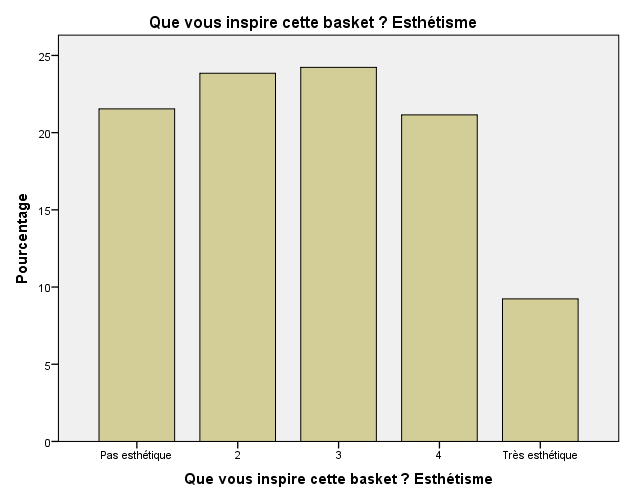 Que vous inspire cette basket ? Esthétisme
25
20
15
10
5
0
Pourcentage
Pas esthétique
2
3
4
Très esthétique
Que vous inspire cette basket ? Esthétisme